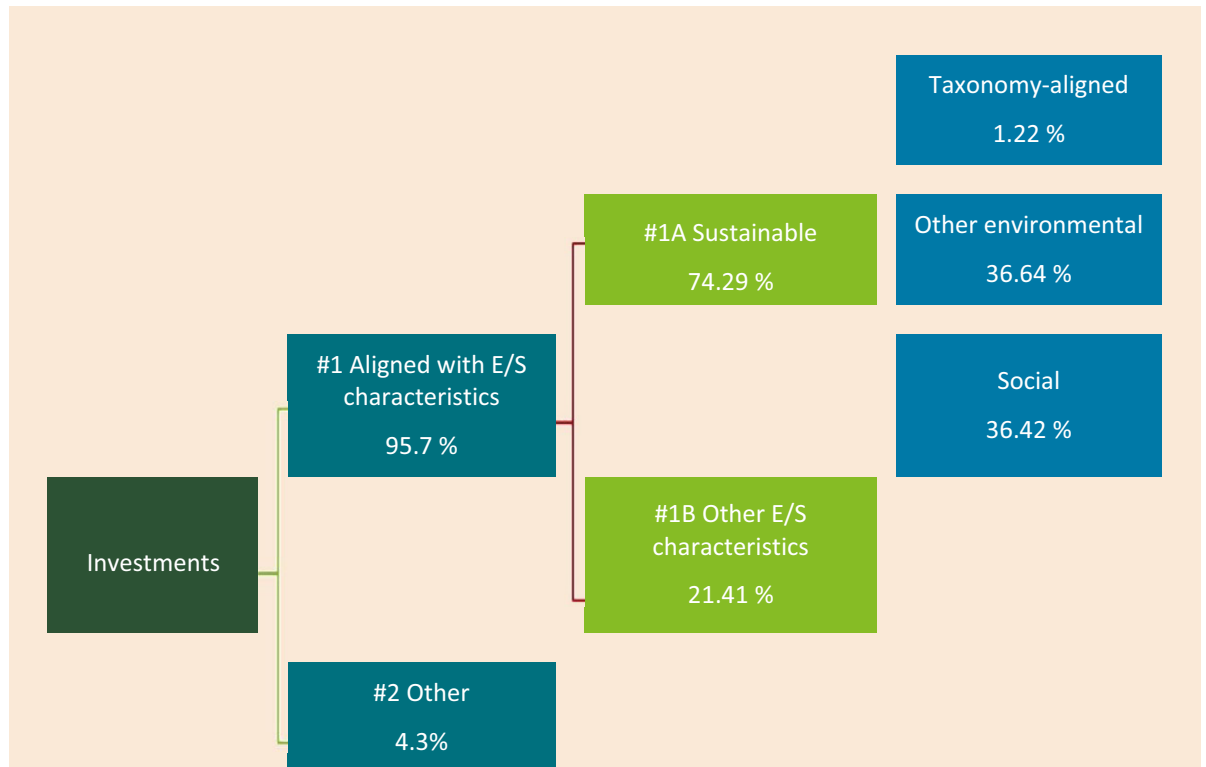 Investments
#1 Aligned with E/S
characteristics
95.7 %
#2 Other
4.3%
#1A Sustainable
74.29 %
#1B Other E/S
characteristics
21.41 %
Taxonomy-aligned
1.22 %
Other environmental
36.64 %
Social
36.42 %